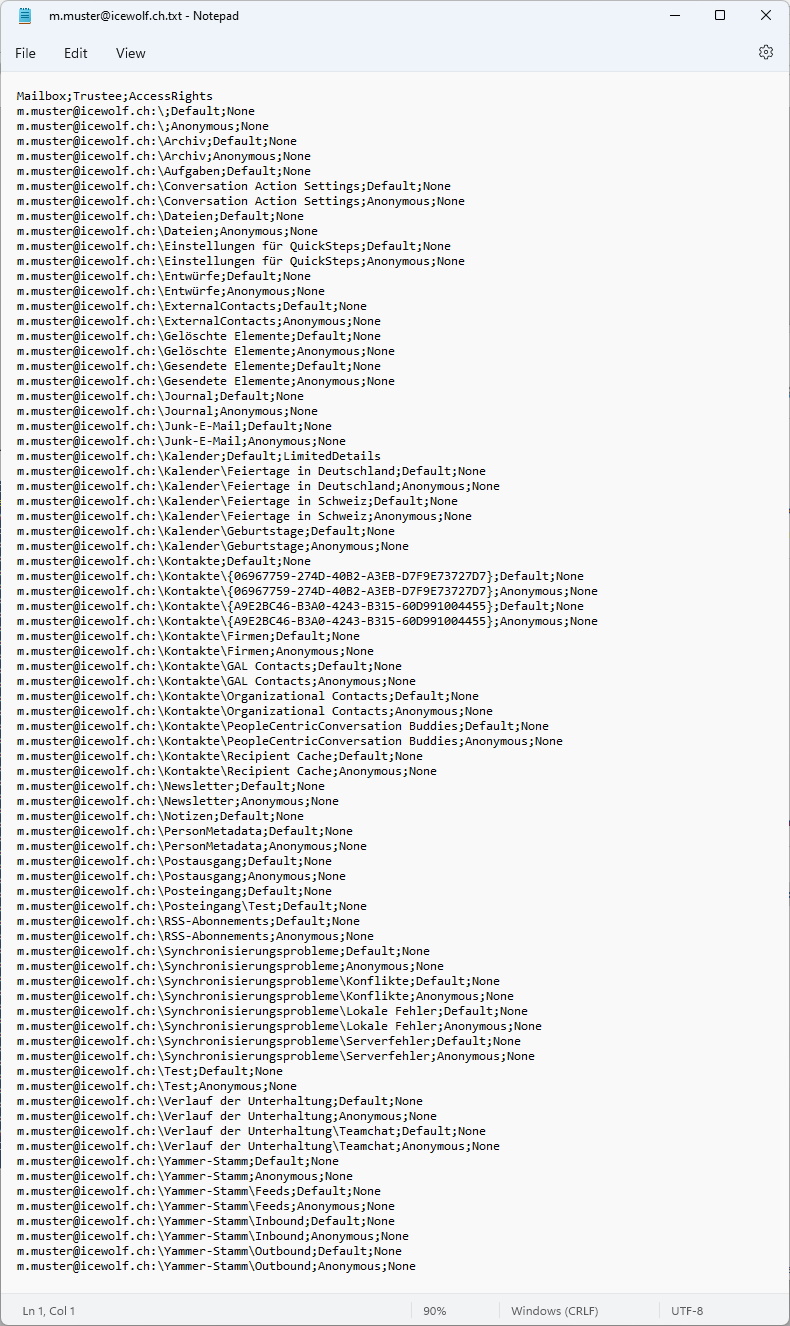 m.muster@icewolf.ch.txt - Notepad
File Edit View
Mailbox;Trustee;AccessRights
m.muster@icewolf.ch:\;Default;None
m.muster@icewolf.ch:\;Anonymous;None
m.muster@icewolf.ch:\Archiv;Default;None
m.muster@icewolf.ch:\Archiv;Anonymous;None
m.muster@icewolf.ch:\Aufgaben;Default;None
m.muster@icewolf.ch:\Conversation Action Settings;Default;None
m.muster@icewolf.ch:\Conversation Action Settings;Anonymous;None
m.muster@icewolf.ch:\Dateien;Default;None
m.muster@icewolf.ch:\Dateien;Anonymous;None
m.muster@icewolf.ch:\Einstellungen für QuickSteps;Default;None
m.muster@icewolf.ch:\Einstellungen für QuickSteps;Anonymous;None
m.muster@icewolf.ch:\Entwürfe;Default;None
m.muster@icewolf.ch:\Entwürfe;Anonymous;None
m.muster@icewolf.ch:\ExternalContacts;Default;None
m.muster@icewolf.ch:\ExternalContacts;Anonymous;None
m.muster@icewolf.ch:\Gelöschte Elemente;Default;None
m.muster@icewolf.ch:\Gelöschte Elemente;Anonymous;None
m.muster@icewolf.ch:\Gesendete Elemente;Default;None
m.muster@icewolf.ch:\Gesendete Elemente;Anonymous;None
m.muster@icewolf.ch:\Journal;Default;None
m.muster@icewolf.ch:\Journal;Anonymous;None
m.muster@icewolf.ch:\Junk-E-Mail;Default;None
m.muster@icewolf.ch:\Junk-E-Mail;Anonymous;None
m.muster@icewolf.ch:\Kalender;Default;LimitedDetails
m.muster@icewolf.ch:\Kalender\Feiertage in Deutschland;Default;None
m.muster@icewolf.ch:\Kalender\Feiertage in Deutschland;Anonymous;None
m.muster@icewolf.ch:\Kalender\Feiertage in Schweiz;Default;None
m.muster@icewolf.ch:\Kalender\Feiertage in Schweiz;Anonymous;None
m.muster@icewolf.ch:\Kalender\Geburtstage;Default;None
m.muster@icewolf.ch:\Kalender\Geburtstage;Anonymous;None
m.muster@icewolf.ch:\Kontakte;Default;None
m.muster@icewolf.ch:\Kontakte\{06967759-274D-40B2-A3EB-D7F9E73727D7};Default;None
m.muster@icewolf.ch:\Kontakte\{06967759-274D-40B2-A3EB-D7F9E73727D7};Anonymous;None
m.muster@icewolf.ch:\Kontakte\{A9E2BC46-B3A0-4243-B315-60D991004455};Default;None
m.muster@icewolf.ch:\Kontakte\{A9E2BC46-B3A0-4243-B315-60D991004455};Anonymous;None
m.muster@icewolf.ch:\Kontakte\Firmen;Default;None
m.muster@icewolf.ch:\Kontakte\Firmen;Anonymous;None
m.muster@icewolf.ch:\Kontakte\GAL Contacts;Default;None
m.muster@icewolf.ch:\Kontakte\GAL Contacts;Anonymous;None
m.muster@icewolf.ch:\Kontakte\Organizational Contacts;Default;None
m.muster@icewolf.ch:\Kontakte\Organizational Contacts;Anonymous;None
m.muster@icewolf.ch:\Kontakte\PeopleCentricConversation Buddies;Default;None
m.muster@icewolf.ch:\Kontakte\PeopleCentricConversation Buddies;Anonymous;None
m.muster@icewolf.ch:\Kontakte\Recipient Cache;Default;None
m.muster@icewolf.ch:\Kontakte\Recipient Cache;Anonymous;None
m.muster@icewolf.ch:\Newsletter;Default;None
m.muster@icewolf.ch:\Newsletter;Anonymous;None
m.muster@icewolf.ch:\Notizen;Default;None
m.muster@icewolf.ch:\PersonMetadata;Default;None
m.muster@icewolf.ch:\PersonMetadata;Anonymous;None
m.muster@icewolf.ch:\Postausgang;Default;None
m.muster@icewolf.ch:\Postausgang;Anonymous;None
m.muster@icewolf.ch:\Posteingang;Default;None
m.muster@icewolf.ch:\Posteingang\Test;Default;None
m.muster@icewolf.ch:\RSS-Abonnements;Default;None
m.muster@icewolf.ch:\RSS-Abonnements;Anonymous;None
m.muster@icewolf.ch:\Synchronisierungsprobleme;Default;None
m.muster@icewolf.ch:\Synchronisierungsprobleme;Anonymous;None
m.muster@icewolf.ch:\Synchronisierungsprobleme\Konflikte;Default;None
m.muster@icewolf.ch:\Synchronisierungsprobleme\Konflikte;Anonymous;None
m.muster@icewolf.ch:\Synchronisierungsprobleme\Lokale Fehler;Default;None
m.muster@icewolf.ch:\Synchronisierungsprobleme\Lokale Fehler;Anonymous;None
m.muster@icewolf.ch:\Synchronisierungsprobleme\Serverfehler;Default;None
m.muster@icewolf.ch:\Synchronisierungsprobleme\Serverfehler;Anonymous;None
m.muster@icewolf.ch:\Test;Default;None
m.muster@icewolf.ch:\Test;Anonymous;None
m.muster@icewolf.ch:\Verlauf der Unterhaltung;Default;None
m.muster@icewolf.ch:\Verlauf der Unterhaltung;Anonymous;None
m.muster@icewolf.ch:\Verlauf der Unterhaltung\Teamchat;Default;None
m.muster@icewolf.ch:\Verlauf der Unterhaltung\Teamchat;Anonymous;None
m.muster@icewolf.ch:\Yammer-Stamm;Default;None
m.muster@icewolf.ch:\Yammer-Stamm;Anonymous;None
m.muster@icewolf.ch:\Yammer-Stamm\Feeds;Default;None
m.muster@icewolf.ch:\Yammer-Stamm\Feeds;Anonymous;None
m.muster@icewolf.ch:\Yammer-Stamm\Inbound;Default;None
m.muster@icewolf.ch:\Yammer-Stamm\Inbound;Anonymous;None
m.muster@icewolf.ch:\Yammer-Stamm\Outbound;Default;None
m.muster@icewolf.ch:\Yammer-Stamm\Outbound;Anonymous;None
Ln 1, Col 1 90% Windows (CRLF) UTF-8